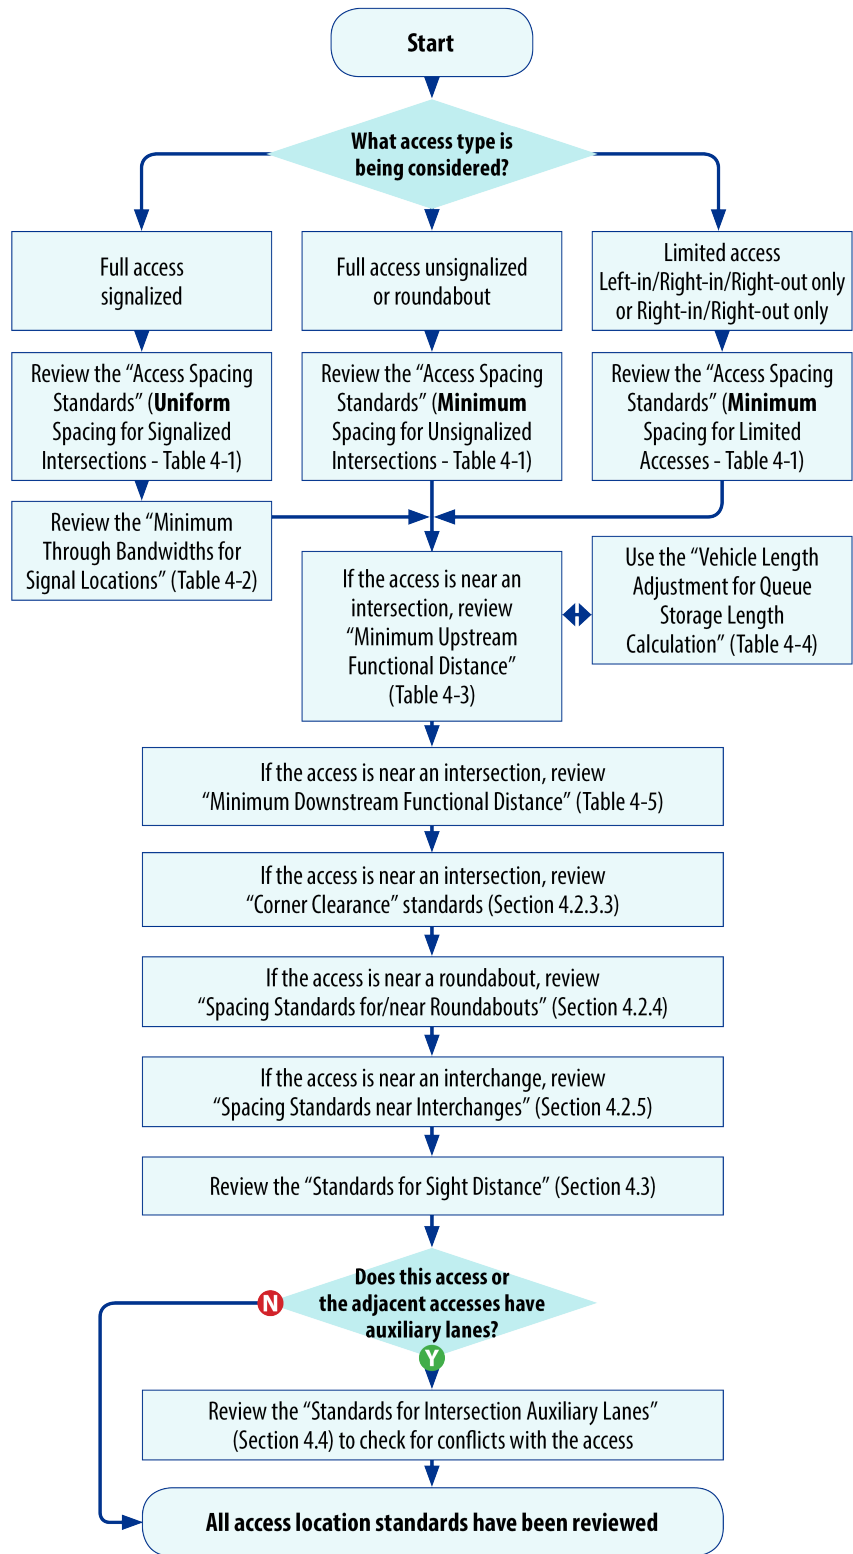 Start
What access type is
being considered?
Full access
signalized
Full access unsignalized
or roundabout
Limited access
Left-in/Right-in/Right-out only
or Right-in/Right-out only
Review the “Access Spacing
Standards” (Uniform
Spacing for Signalized
Intersections - Table 4-1)
Review the “Access Spacing
Standards” (Minimum
Spacing for Unsignalized
Intersections - Table 4-1)
Review the “Access Spacing
Standards” (Minimum
Spacing for Limited
Accesses - Table 4-1)
Review the “Minimum
Through Bandwidths for
Signal Locations” (Table 4-2)
If the access is near an
intersection, review
“Minimum Upstream
Functional Distance”
(Table 4-3)
Use the “Vehicle Length
Adjustment for Queue
Storage Length
Calculation” (Table 4-4)
If the access is near an intersection, review
“Minimum Downstream Functional Distance” (Table 4-5)
If the access is near an intersection, review
“Corner Clearance” standards (Section 4.2.3.3)
If the access is near a roundabout, review
“Spacing Standards for/near Roundabouts” (Section 4.2.4)
If the access is near an interchange, review
“Spacing Standards near Interchanges” (Section 4.2.5)
Review the “Standards for Sight Distance” (Section 4.3)
Does this access or
the adjacent accesses have
auxiliary lanes?
N
Y
Review the “Standards for Intersection Auxiliary Lanes”
(Section 4.4) to check for conflicts with the access
All access location standards have been reviewed